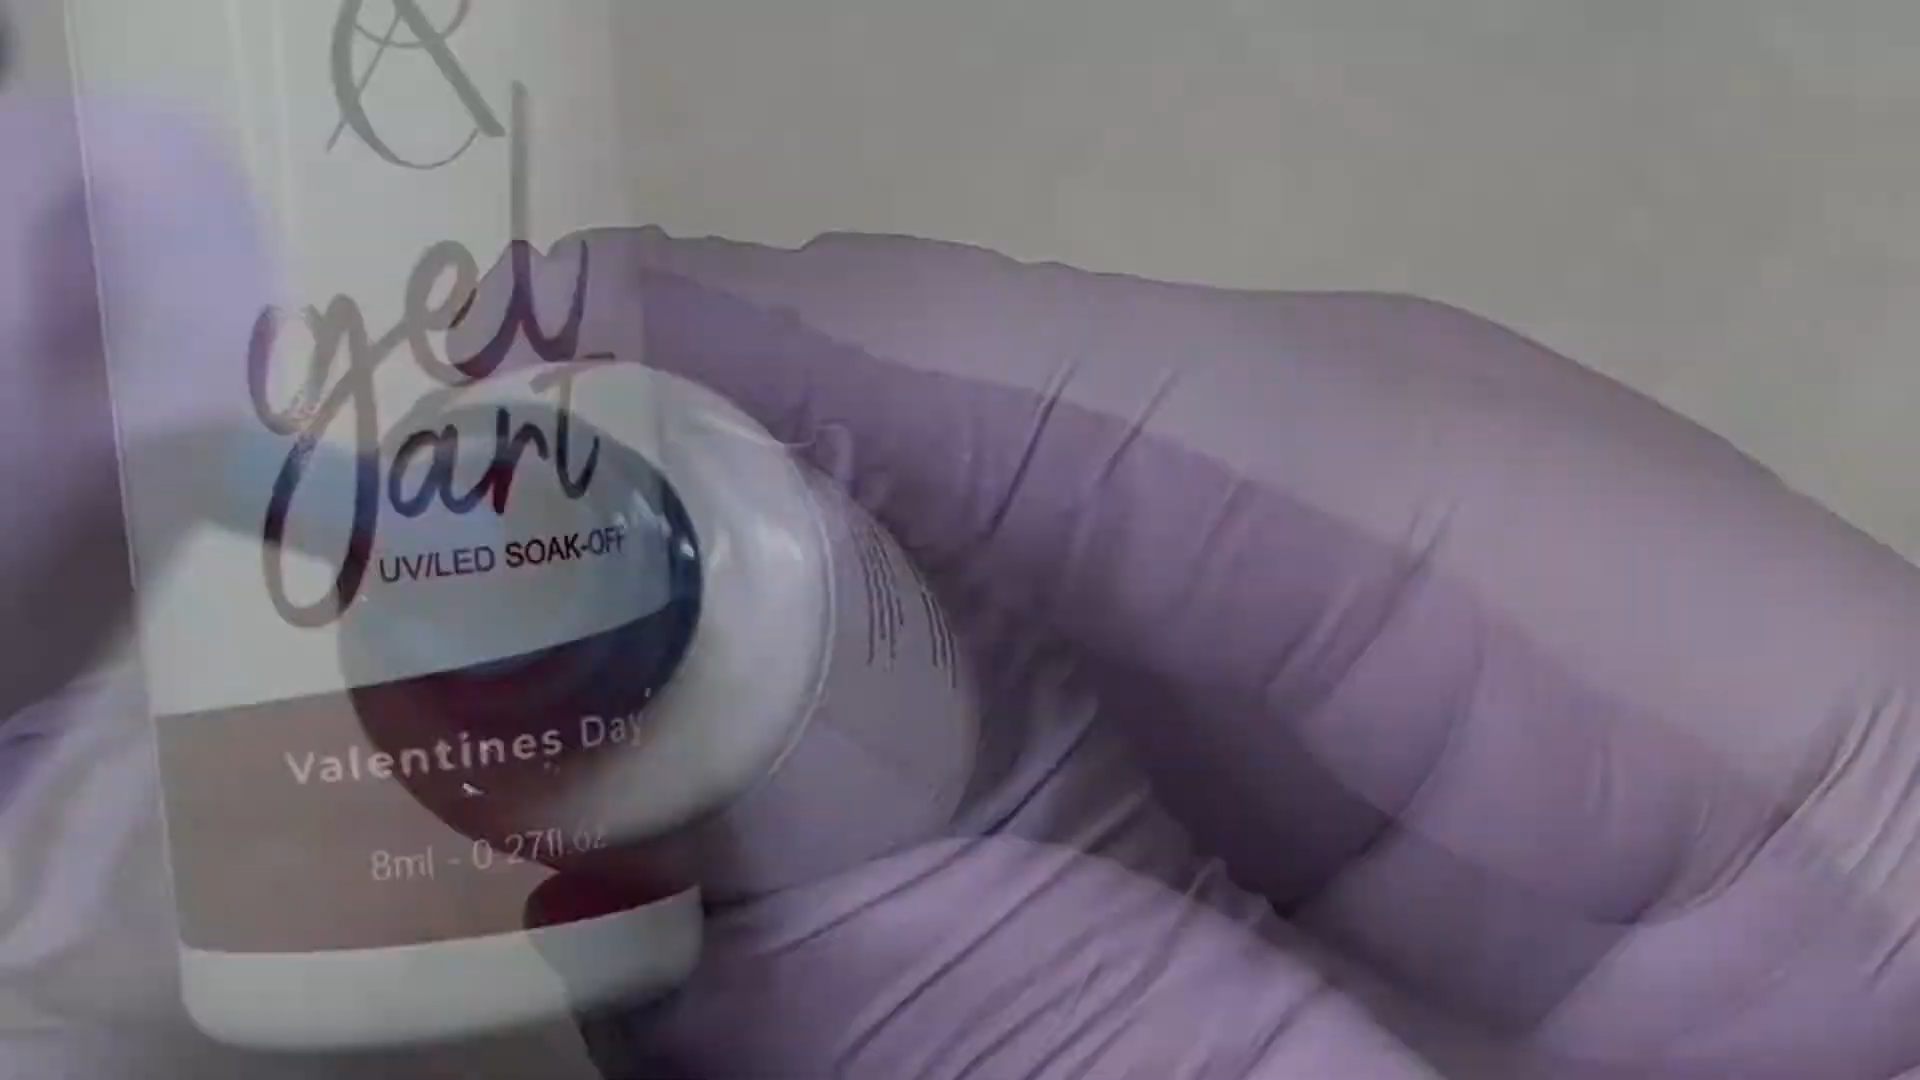 gel
art
UV/LED SOAK-OFF
Valentines Day
8ml - 0.27fl.oz